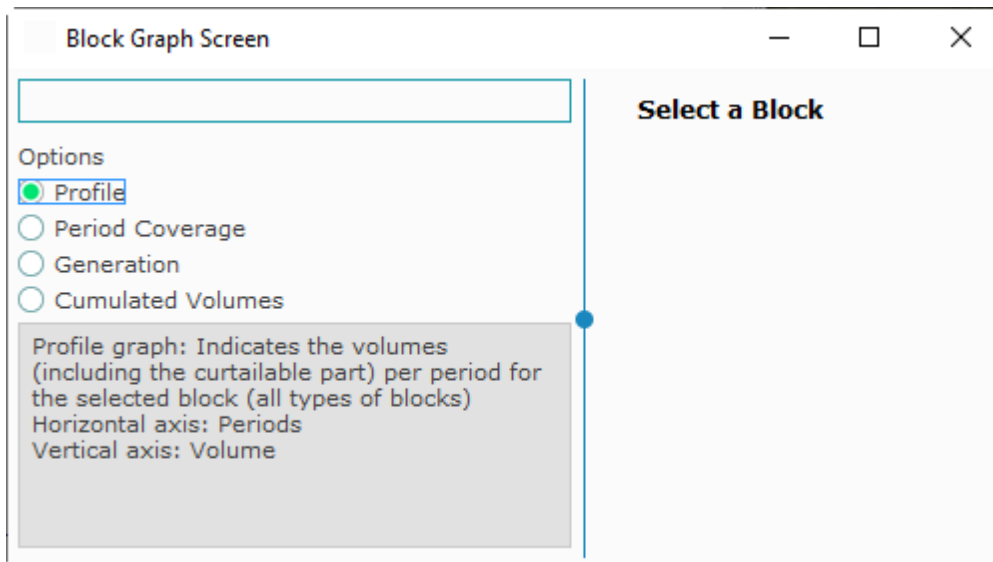 Block Graph Screen
Select a Block
Options
Profile
Period Coverage
Generation
Cumulated Volumes
Profile graph: Indicates the volumes
(including the curtailable part) per period for
the selected block (all types of blocks)
Horizontal axis: Periods
Vertical axis: Volume